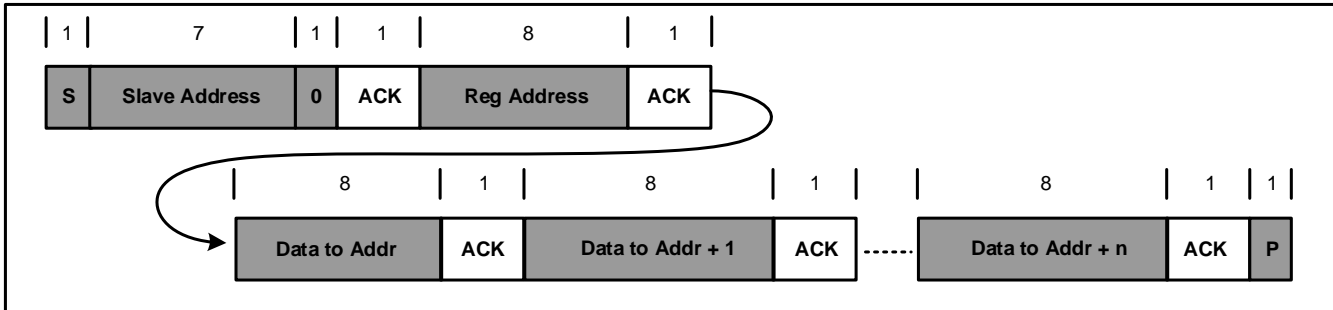 1 7 1 1 8 1
S Slave Address 0 ACK Reg Address ACK
8 1 8 1 8 1 1
Data to Addr ACK Data to Addr + 1 ACK Data to Addr + n ACK P